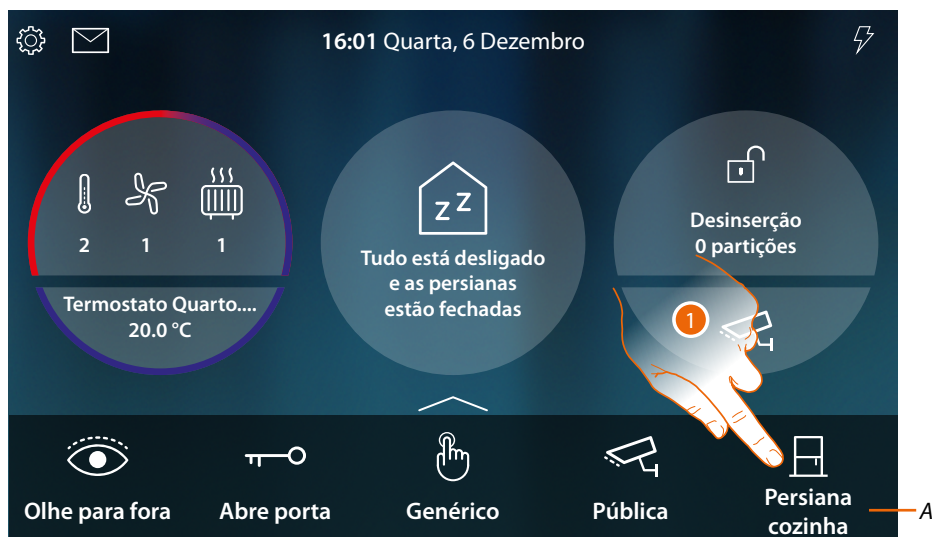 16:01 Quarta, 6 Dezembro
2 1 1
Termostato Quarto....
20.0 °C
z Z
Tudo está desligado
e as persianas
estão fechadas
Desinserção
0 partições
1
Olhe para fora
Abre porta
Genérico
Pública
Persiana
cozinha
A